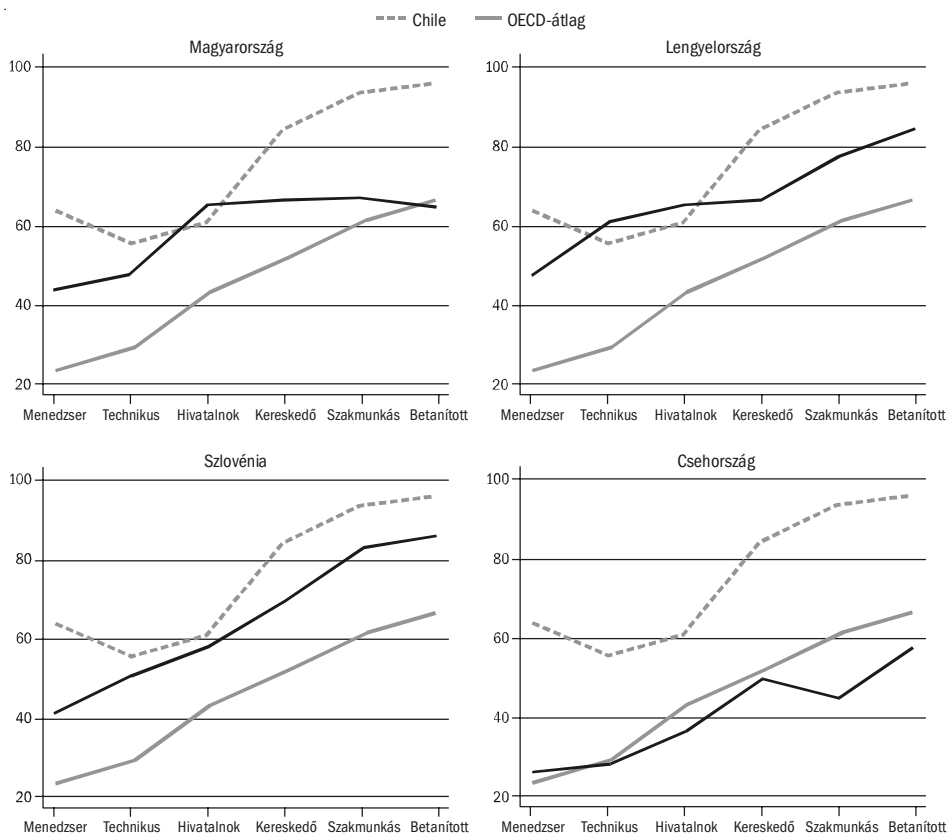 Chile OECD-átlag
Magyarország
100
80
60
40
20
Menedzser Technikus Hivatalnok Kereskedő Szakmunkás Betanított
Lengyelország
100
80
60
40
20
Menedzser Technikus Hivatalnok Kereskedő Szakmunkás Betanított
Szlovénia
100
80
60
40
20
Menedzser Technikus Hivatalnok Kereskedő Szakmunkás Betanított
Csehország
100
80
60
40
20
Menedzser Technikus Hivatalnok Kereskedő Szakmunkás Betanított